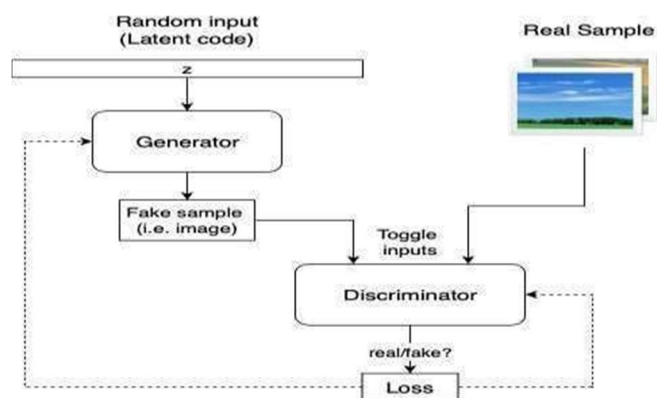 Random input
(Latent code)
Real Sample
z
Generator
Fake sample
(i.e. image)
Toggle
inputs
Discriminator
real/fake?
Loss